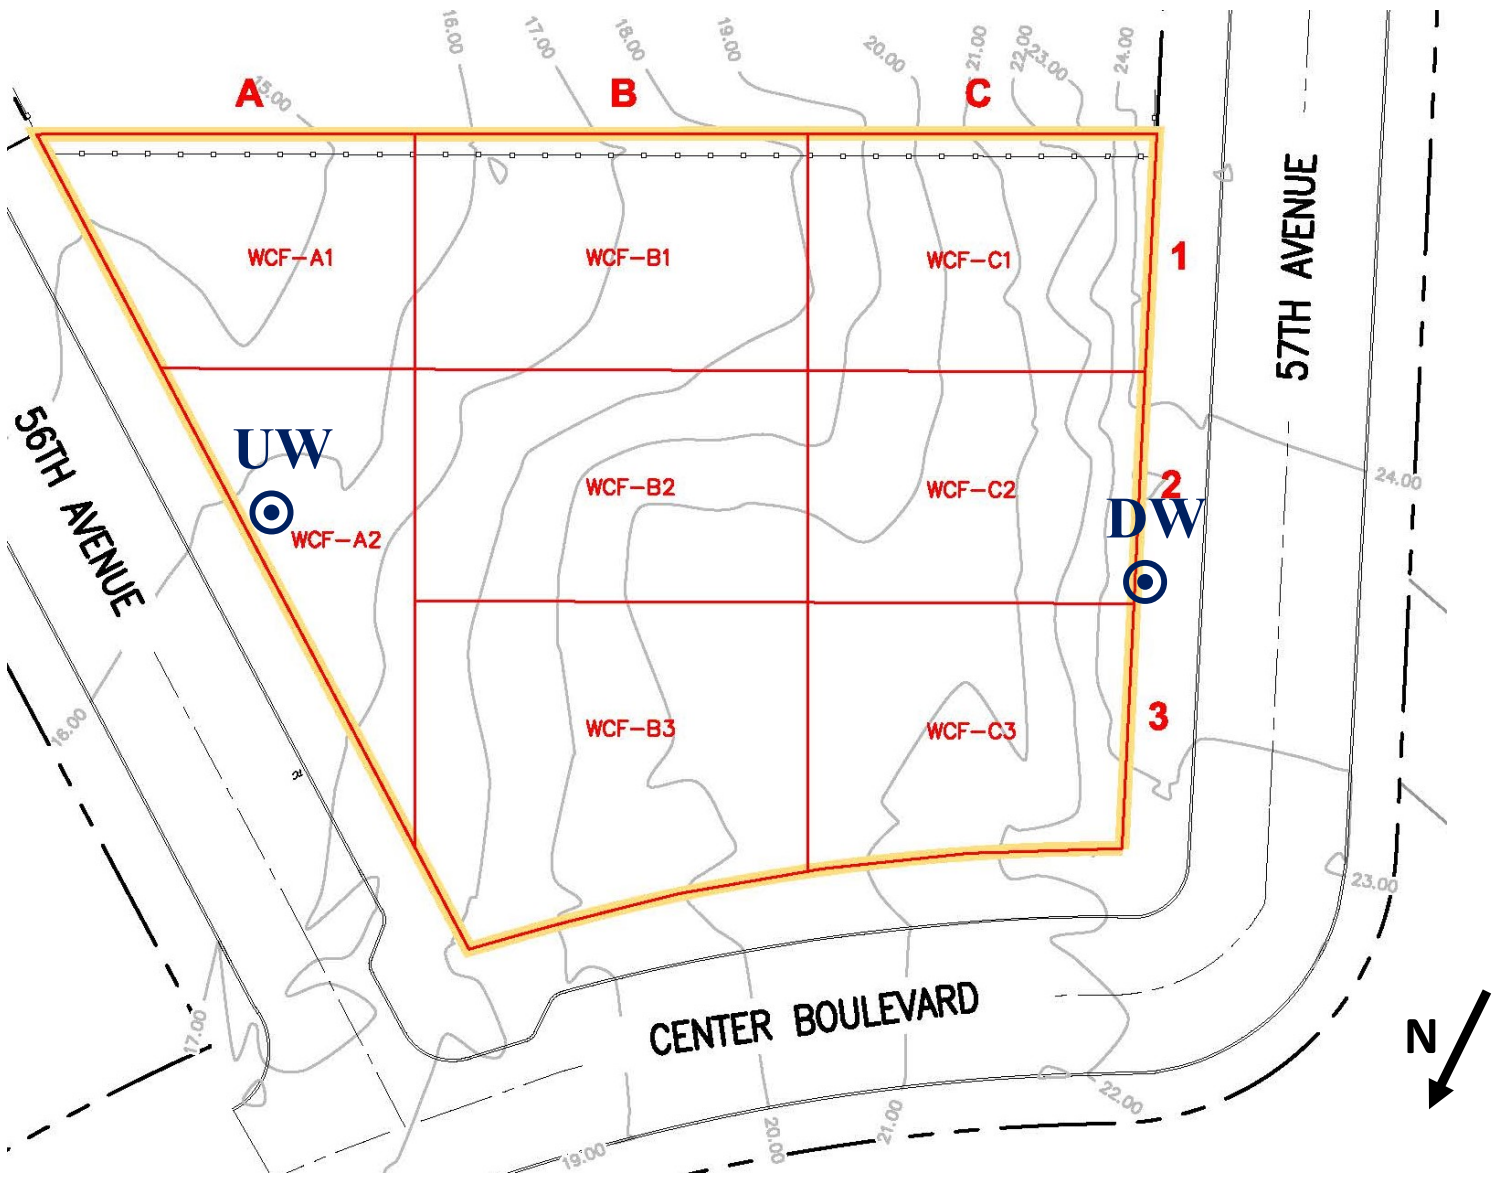 16.00
17.00
18.00
19.00
20.00
21.00
22.00
23.00
24.00
A
15.00
B
C
WCF-A1
WCF-B1
WCF-C1
1
57TH AVENUE
56TH AVENUE
UW
WCF-A2
WCF-B2
WCF-C2
2
DW
24.00
16.00
WCF-B3
WCF-C3
3
23.00
17.00
CENTER BOULEVARD
N
19.00
20.00
21.00
22.00